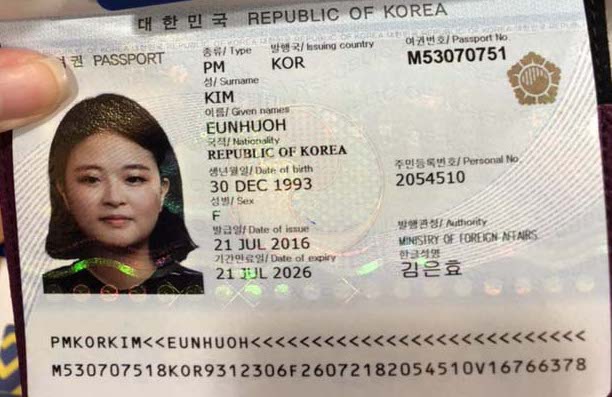 대한민국 REPUBLIC OF KOREA
권 PASSPORT
종류/ Type 발행국/ Issuing country 여권번호/ Passport No.
PM KOR M53070751
성/ Surname
KIM
이름/ Given names
EUNHUOH
국적/ Nationality
REPUBLIC OF KOREA
생년월일/ Date of birth 주민등록번호/ Personal No.
30 DEC 1993 2054510
성별/ Sex
F
발급일/ Date of issue 발행관청/ Authority
21 JUL 2016 MINISTRY OF FOREIGN AFFAIRS
기간만료일/ Date of expiry 한글성명
21 JUL 2026 김은효
PMKORKIM<<EUNHUOH<<<<<<<<<<<<<<<<<<<<<<<<<<<
M530707518KOR9312306F26072182054510V16766378